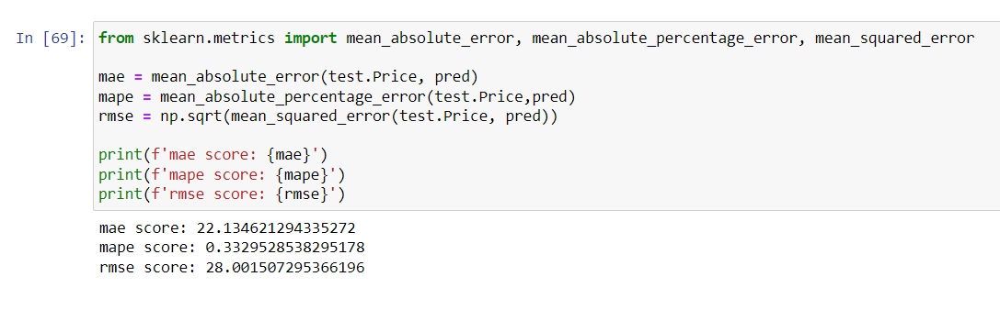 In [69]: from sklearn.metrics import mean_absolute_error, mean_absolute_percentage_error, mean_squared_error
mae = mean_absolute_error(test.Price, pred)
mape = mean_absolute_percentage_error(test.Price,pred)
rmse = np.sqrt(mean_squared_error(test.Price, pred))
print(f'mae score: {mae}')
print(f'mape score: {mape}')
print(f'rmse score: {rmse}')
mae score: 22.134621294335272
mape score: 0.3329528538295178
rmse score: 28.001507295366196